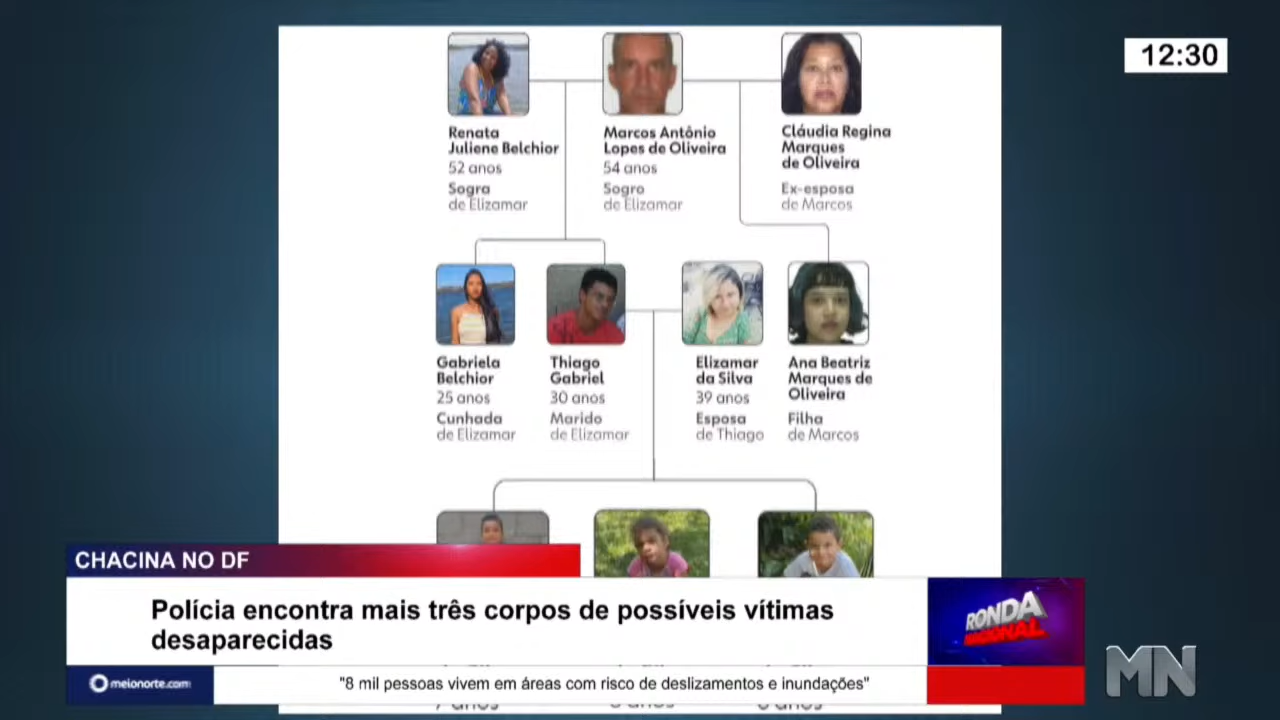 12:30
Renata
Juliene Belchior
52 anos
Sogra
de Elizamar
Marcos Antônio
Lopes de Oliveira
54 anos
Sogro
de Elizamar
Cláudia Regina
Marques
de Oliveira
Ex-esposa
de Marcos
Gabriela
Belchior
25 anos
Cunhada
de Elizamar
Thiago
Gabriel
30 anos
Marido
de Elizamar
Elizamar
da Silva
39 anos
Esposa
de Thiago
Ana Beatriz
Marques de
Oliveira
Filha
de Marcos
CHACINA NO DF
Polícia encontra mais três corpos de possíveis vítimas
desaparecidas
RONDA
REGIONAL
MN
meionorte.com
"8 mil pessoas vivem em áreas com risco de deslizamentos e inundações"
anos
anos
anos